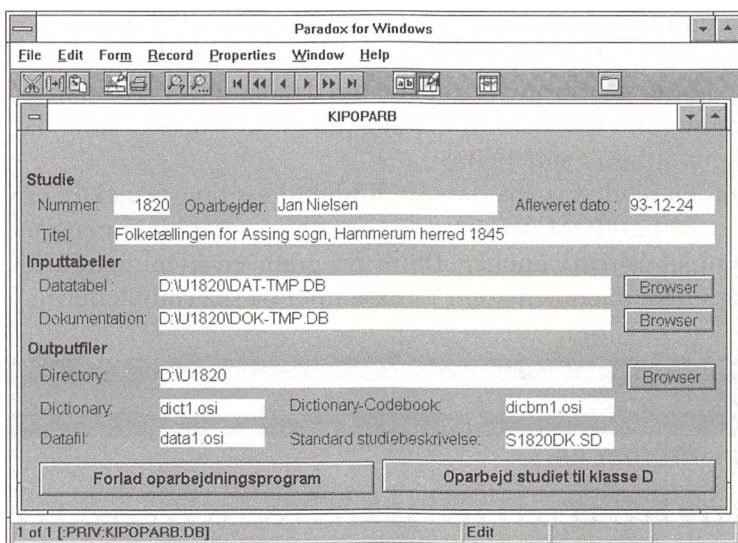 Paradox for Windows
File Edit Form Record Properties Window Help
KIPOPARB
Studie
Nummer: 1820 Oparbejder: Jan Nielsen Afleveret dato : 93-12-24
Titel: Folketællingen for Assing sogn, Hammerum herred 1845
Inputtabeller
Datatabel : D:\U1820\DAT-TMP.DB Browser
Dokumentation: D:\U1820\DOK-TMP.DB Browser
Outputfiler
Directory: D:\U1820 Browser
Dictionary: dict1.osi Dictionary-Codebook: dicbm1.osi
Datafil: data1.osi Standard studiebeskrivelse: S1820DK.SD
Forlad oparbejdningsprogram Oparbejd studiet til klasse D
1 of 1 [:PRIV:KIPOPARB.DB] Edit